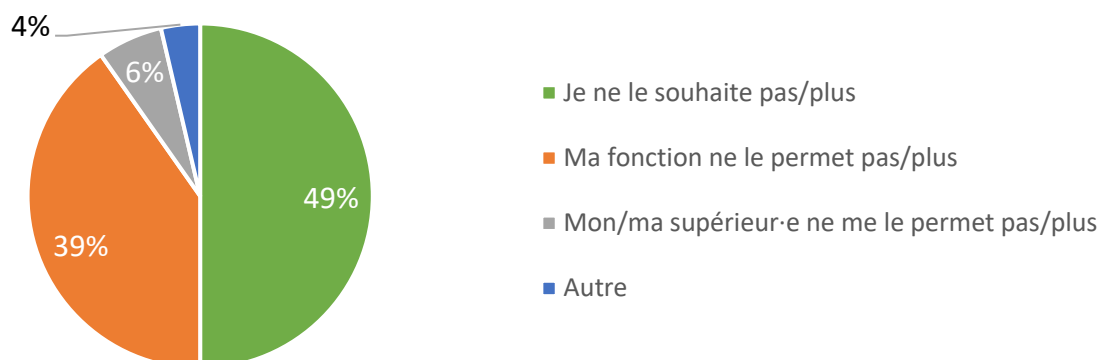 4%
6%
49%
39%
Je ne le souhaite pas/plus
Ma fonction ne le permet pas/plus
Mon/ma supérieur·e ne me le permet pas/plus
Autre